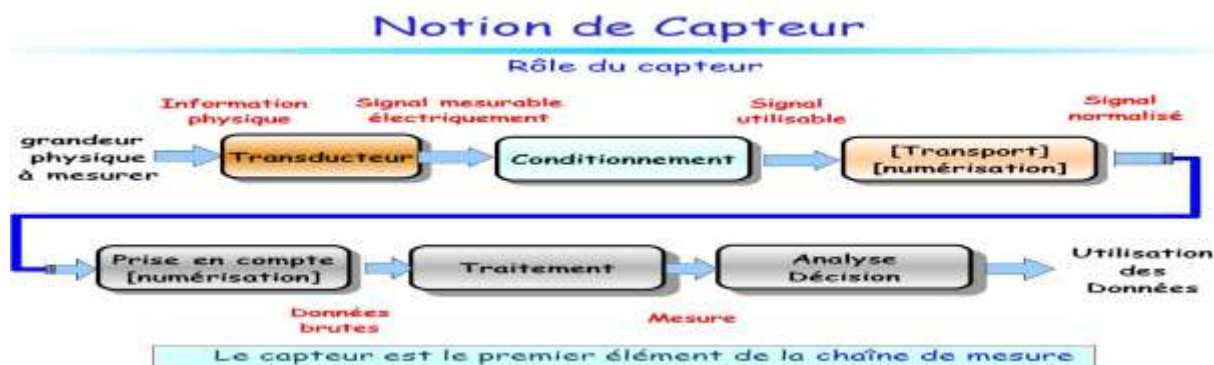 Notion de Capteur
Rôle du capteur
Information
physique
Signal mesurable
électriquement
Signal
utilisable
Signal
normalisé
grandeur
physique
à mesurer
Transducteur
Conditionnement
[Transport]
[numérisation]
Prise en compte
[numérisation]
Traitement
Analyse
Décision
Utilisation
des
Données
Données
brutes
Mesure
Le capteur est le premier élément de la chaîne de mesure